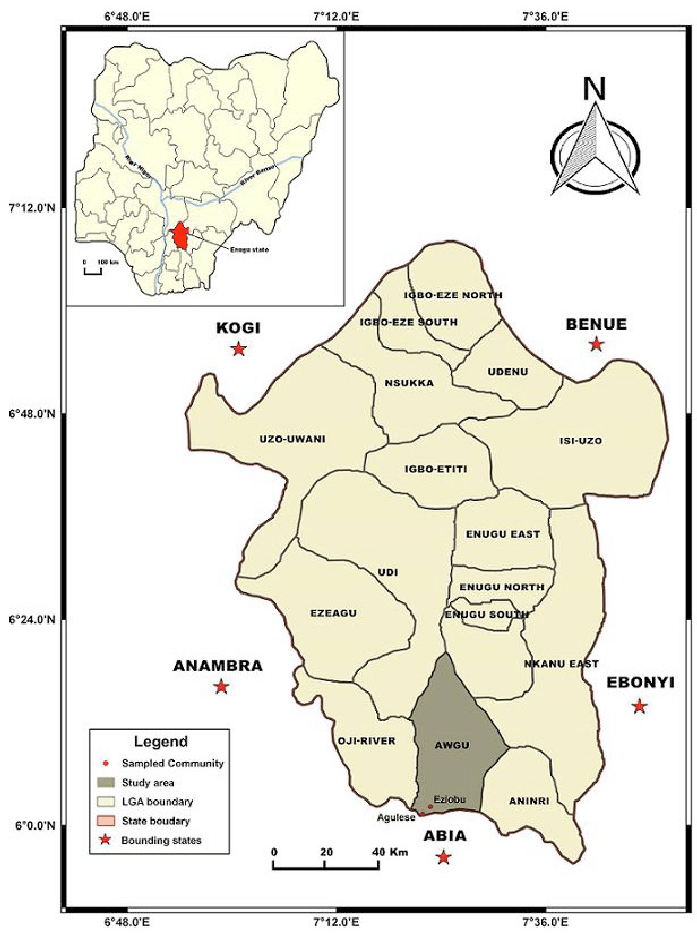 6°48.0'E
7°12.0'E
7°36.0'E
7°12.0'N
6°48.0'N
6°24.0'N
6°0.0'N
River Niger
River Benue
Enugu state
0 100 km
N
KOGI
BENUE
ANAMBRA
EBONYI
ABIA
IGBO-EZE NORTH
IGBO-EZE SOUTH
UDENU
NSUKKA
UZO-UWANI
ISI-UZO
IGBO-ETITI
ENUGU EAST
UDI
ENUGU NORTH
EZEAGU
ENUGU SOUTH
NKANU EAST
OJI-RIVER
AWGU
ANINRI
Eziobu
Agulese
Legend
Sampled Community
Study area
LGA boundary
State boudary
Bounding states
0 20 40 Km
6°48.0'E
7°12.0'E
7°36.0'E